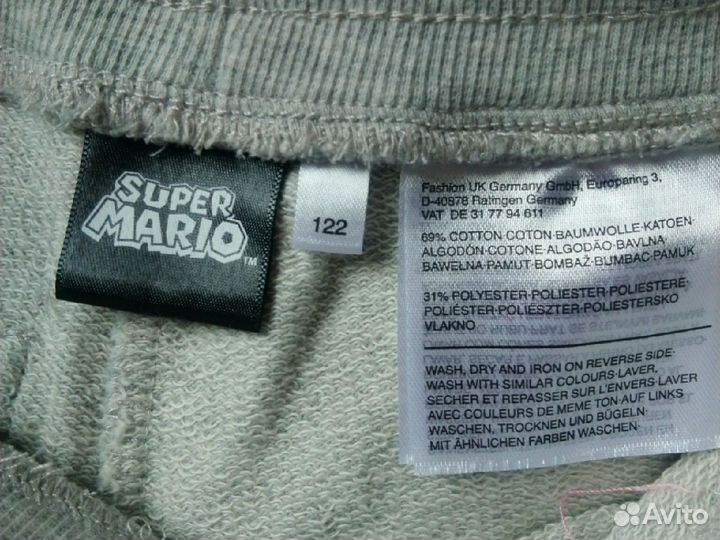 SUPER
MARIO
TM
122
Fashion UK Germany GmbH, Europaring 3,
D-40878 Ratingen Germany
VAT DE 31 77 94 611
69% COTTON·COTON·BAUMWOLLE·KATOEN·
ALGODÓN·COTONE·ALGODÃO·BAVLNA·
BAWEŁNA·PAMUT·BOMBAŽ·BUMBAC·PAMUK
31% POLYESTER·POLIESTER·POLIESTERE·
POLIÉSTER·POLIÉSZTER·POLIESTERSKO
VLAKNO
WASH, DRY AND IRON ON REVERSE SIDE·
WASH WITH SIMILAR COLOURS·LAVER,
SECHER ET REPASSER SUR L'ENVERS·LAVER
AVEC COULEURS DE MEME TON·AUF LINKS
WASCHEN, TROCKNEN UND BÜGELN
MIT ÄHNLICHEN FARBEN WASCHEN
Avito